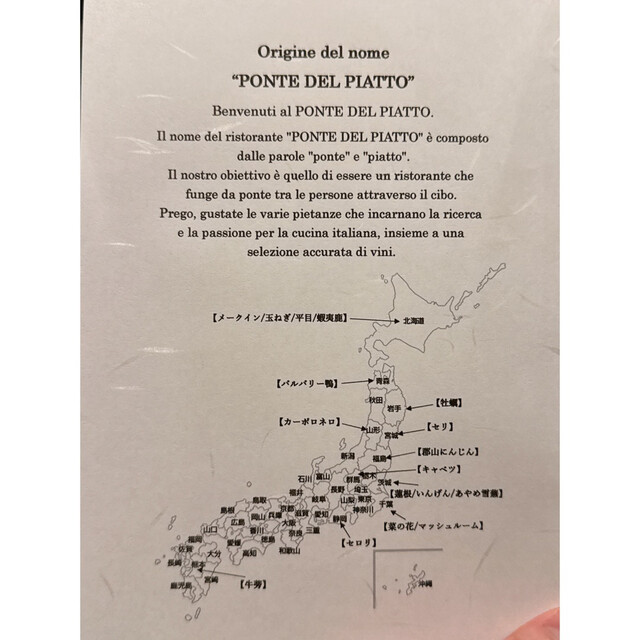 Origine del nome
“PONTE DEL PIATTO”
Benvenuti al PONTE DEL PIATTO.
Il nome del ristorante "PONTE DEL PIATTO" è composto
dalle parole "ponte" e "piatto".
Il nostro obiettivo è quello di essere un ristorante che
funge da ponte tra le persone attraverso il cibo.
Prego, gustate le varie pietanze che incarnano la ricerca
e la passione per la cucina italiana, insieme a una
selezione accurata di vini.
【メークイン/玉ねぎ/平目/蝦夷鹿】
北海道
【バルバリー鴨】
青森
秋田
岩手
【牡蠣】
【カーボロネロ】
山形
宮城
【セリ】
新潟
福島
【郡山にんじん】
【キャベツ】
石川
富山
群馬
栃木
茨城
福井
岐阜
長野
埼玉
【蓮根/いんげん/あやめ雪蕪】
山梨
東京
千葉
神奈川
島根
鳥取
京都
滋賀
愛知
静岡
【菜の花/マッシュルーム】
山口
広島
岡山
兵庫
大阪
三重
【セロリ】
福岡
香川
奈良
佐賀
大分
愛媛
徳島
高知
和歌山
長崎
熊本
宮崎
【牛蒡】
鹿児島
沖縄